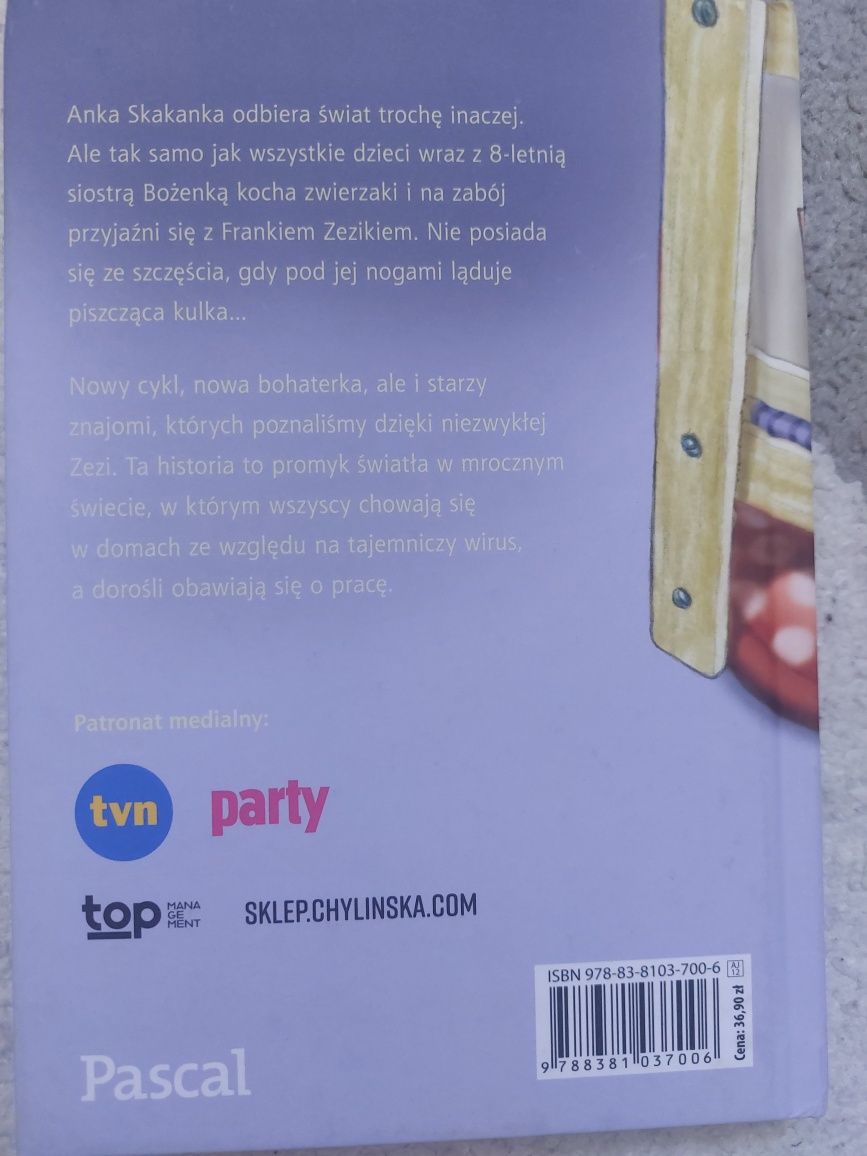 Anka Skakanka odbiera świat trochę inaczej.
Ale tak samo jak wszystkie dzieci wraz z 8-letnią
siostrą Bożenką kocha zwierzaki i na zabój
przyjaźni się z Frankiem Zezikiem. Nie posiada
się ze szczęścia, gdy pod jej nogami ląduje
piszcząca kulka...
Nowy cykl, nowa bohaterka, ale i starzy
znajomi, których poznaliśmy dzięki niezwykłej
Zezi. Ta historia to promyk światła w mrocznym
świecie, w którym wszyscy chowają się
w domach ze względu na tajemniczy wirus,
a dorośli obawiają się o pracę.
Patronat medialny:
tvn
party
top
MANA
GE
MENT
SKLEP.CHYLINSKA.COM
ISBN 978-83-8103-700-6
AJ
12
Cena: 36,90 zł
9 788381 037006
Pascal